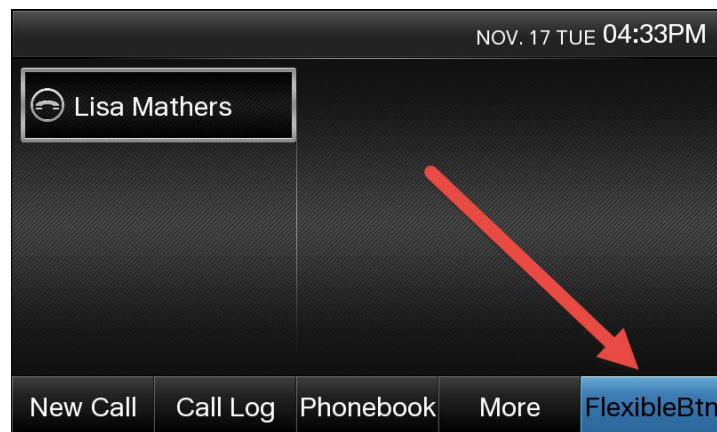 NOV. 17 TUE 04:33PM
Lisa Mathers
New Call Call Log Phonebook More FlexibleBtn